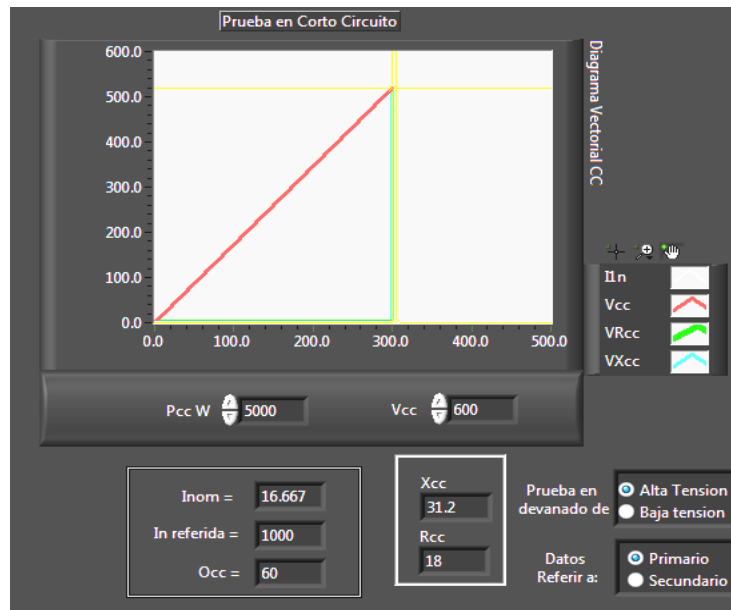 Prueba en Corto Circuito
600.0
500.0
400.0
300.0
200.0
100.0
0.0
0.0 100.0 200.0 300.0 400.0 500.0
Diagrama Vectorial CC
I1n
Vcc
VRcc
VXcc
Pcc W 5000 Vcc 600
Inom = 16.667
In referida = 1000
Occ = 60
Xcc
31.2
Rcc
18
Prueba en devanado de
Alta Tension
Baja tension
Datos Referir a:
Primario
Secundario